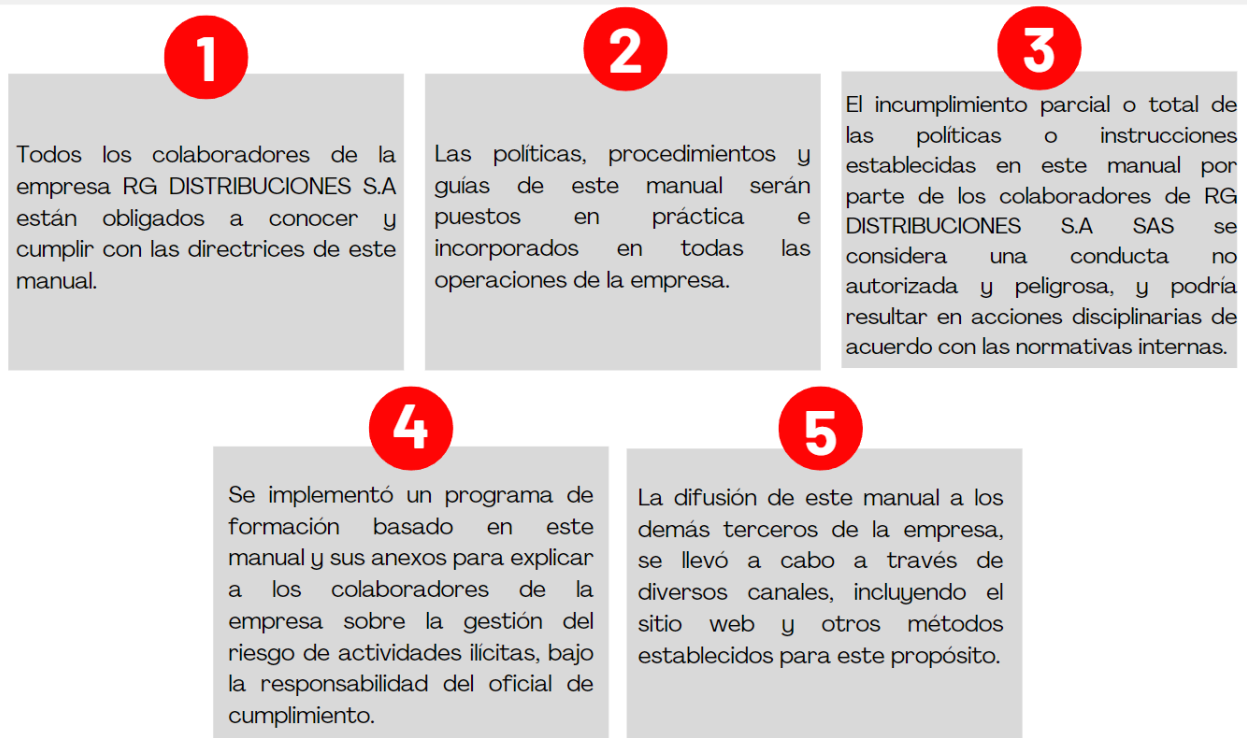 1
Todos los colaboradores de la
empresa RG DISTRIBUCIONES S.A
están obligados a conocer y
cumplir con las directrices de este
manual.
2
Las políticas, procedimientos y
guías de este manual serán
puestos en práctica e
incorporados en todas las
operaciones de la empresa.
3
El incumplimiento parcial o total de
las políticas o instrucciones
establecidas en este manual por
parte de los colaboradores de RG
DISTRIBUCIONES S.A SAS se
considera una conducta no
autorizada y peligrosa, y podría
resultar en acciones disciplinarias de
acuerdo con las normativas internas.
4
Se implementó un programa de
formación basado en este
manual y sus anexos para explicar
a los colaboradores de la
empresa sobre la gestión del
riesgo de actividades ilícitas, bajo
la responsabilidad del oficial de
cumplimiento.
5
La difusión de este manual a los
demás terceros de la empresa,
se llevó a cabo a través de
diversos canales, incluyendo el
sitio web y otros métodos
establecidos para este propósito.